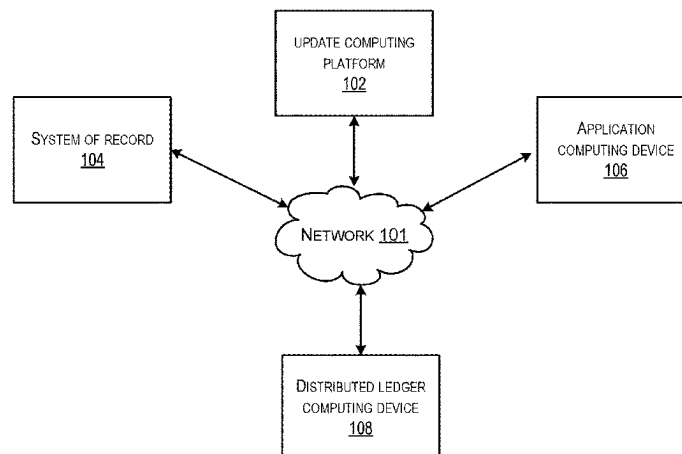 UPDATE COMPUTING
PLATFORM
102
SYSTEM OF RECORD
104
APPLICATION
COMPUTING DEVICE
106
NETWORK 101
DISTRIBUTED LEDGER
COMPUTING DEVICE
108